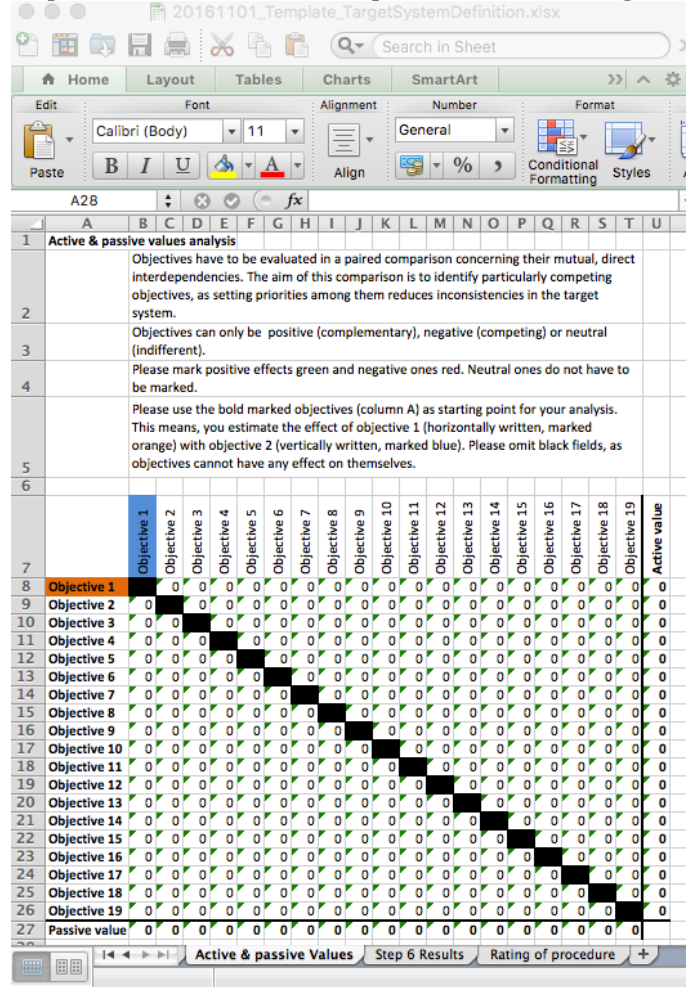 20161101_Template_TargetSystemDefinition.xlsx
Search in Sheet
Home Layout Tables Charts SmartArt
Edit Font Alignment Number Format
Calibri (Body) 11 General
Paste B I U A Align % Conditional Formatting Styles
A28 fx
A B C D E F G H I J K L M N O P Q R S T U
1 Active & passive values analysis
Objectives have to be evaluated in a paired comparison concerning their mutual, direct
interdependencies. The aim of this comparison is to identify particularly competing
objectives, as setting priorities among them reduces inconsistencies in the target
2 system.
Objectives can only be positive (complementary), negative (competing) or neutral
3 (indifferent).
Please mark positive effects green and negative ones red. Neutral ones do not have to
4 be marked.
Please use the bold marked objectives (column A) as starting point for your analysis.
This means, you estimate the effect of objective 1 (horizontally written, marked
orange) with objective 2 (vertically written, marked blue). Please omit black fields, as
5 objectives cannot have any effect on themselves.
6
7 Objective 1 Objective 2 Objective 3 Objective 4 Objective 5 Objective 6 Objective 7 Objective 8 Objective 9 Objective 10 Objective 11 Objective 12 Objective 13 Objective 14 Objective 15 Objective 16 Objective 17 Objective 18 Objective 19 Active value
8 Objective 1 0 0 0 0 0 0 0 0 0 0 0 0 0 0 0 0 0 0 0
9 Objective 2 0 0 0 0 0 0 0 0 0 0 0 0 0 0 0 0 0 0 0
10 Objective 3 0 0 0 0 0 0 0 0 0 0 0 0 0 0 0 0 0 0 0
11 Objective 4 0 0 0 0 0 0 0 0 0 0 0 0 0 0 0 0 0 0 0
12 Objective 5 0 0 0 0 0 0 0 0 0 0 0 0 0 0 0 0 0 0 0
13 Objective 6 0 0 0 0 0 0 0 0 0 0 0 0 0 0 0 0 0 0 0
14 Objective 7 0 0 0 0 0 0 0 0 0 0 0 0 0 0 0 0 0 0 0
15 Objective 8 0 0 0 0 0 0 0 0 0 0 0 0 0 0 0 0 0 0 0
16 Objective 9 0 0 0 0 0 0 0 0 0 0 0 0 0 0 0 0 0 0 0
17 Objective 10 0 0 0 0 0 0 0 0 0 0 0 0 0 0 0 0 0 0 0
18 Objective 11 0 0 0 0 0 0 0 0 0 0 0 0 0 0 0 0 0 0 0
19 Objective 12 0 0 0 0 0 0 0 0 0 0 0 0 0 0 0 0 0 0 0
20 Objective 13 0 0 0 0 0 0 0 0 0 0 0 0 0 0 0 0 0 0 0
21 Objective 14 0 0 0 0 0 0 0 0 0 0 0 0 0 0 0 0 0 0 0
22 Objective 15 0 0 0 0 0 0 0 0 0 0 0 0 0 0 0 0 0 0 0
23 Objective 16 0 0 0 0 0 0 0 0 0 0 0 0 0 0 0 0 0 0 0
24 Objective 17 0 0 0 0 0 0 0 0 0 0 0 0 0 0 0 0 0 0 0
25 Objective 18 0 0 0 0 0 0 0 0 0 0 0 0 0 0 0 0 0 0 0
26 Objective 19 0 0 0 0 0 0 0 0 0 0 0 0 0 0 0 0 0 0 0
27 Passive value 0 0 0 0 0 0 0 0 0 0 0 0 0 0 0 0 0 0 0
Active & passive Values Step 6 Results Rating of procedure +